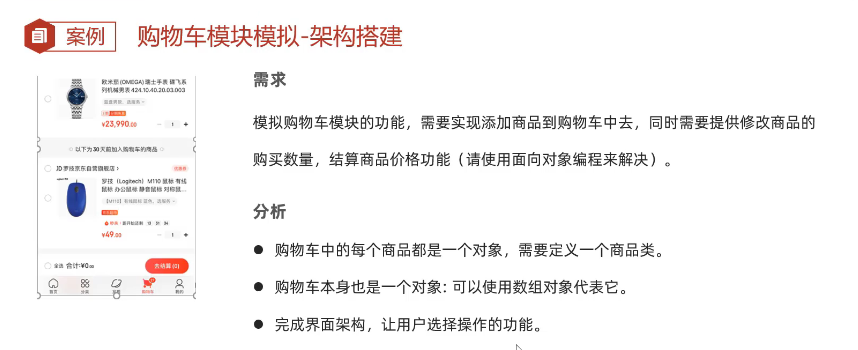 案例
购物车模块模拟-架构搭建
欧米茄(OMEGA)瑞士手表 碟飞系
列机械男表424.10.40.20.03.003
¥23,990.00
1
以下为30天前加入购物车的商品
JD 罗技京东自营旗舰店
罗技（Logitech）M110 鼠标 有线
鼠标 办公鼠标 静音鼠标 对称鼠...
¥49.00
1
全选 合计:¥0.00
去结算(0)
首页
分类
购物车
我的
需求
模拟购物车模块的功能，需要实现添加商品到购物车中去，同时需要提供修改商品的
购买数量，结算商品价格功能（请使用面向对象编程来解决）。
分析
购物车中的每个商品都是一个对象，需要定义一个商品类。
购物车本身也是一个对象：可以使用数组对象代表它。
完成界面架构，让用户选择操作的功能。